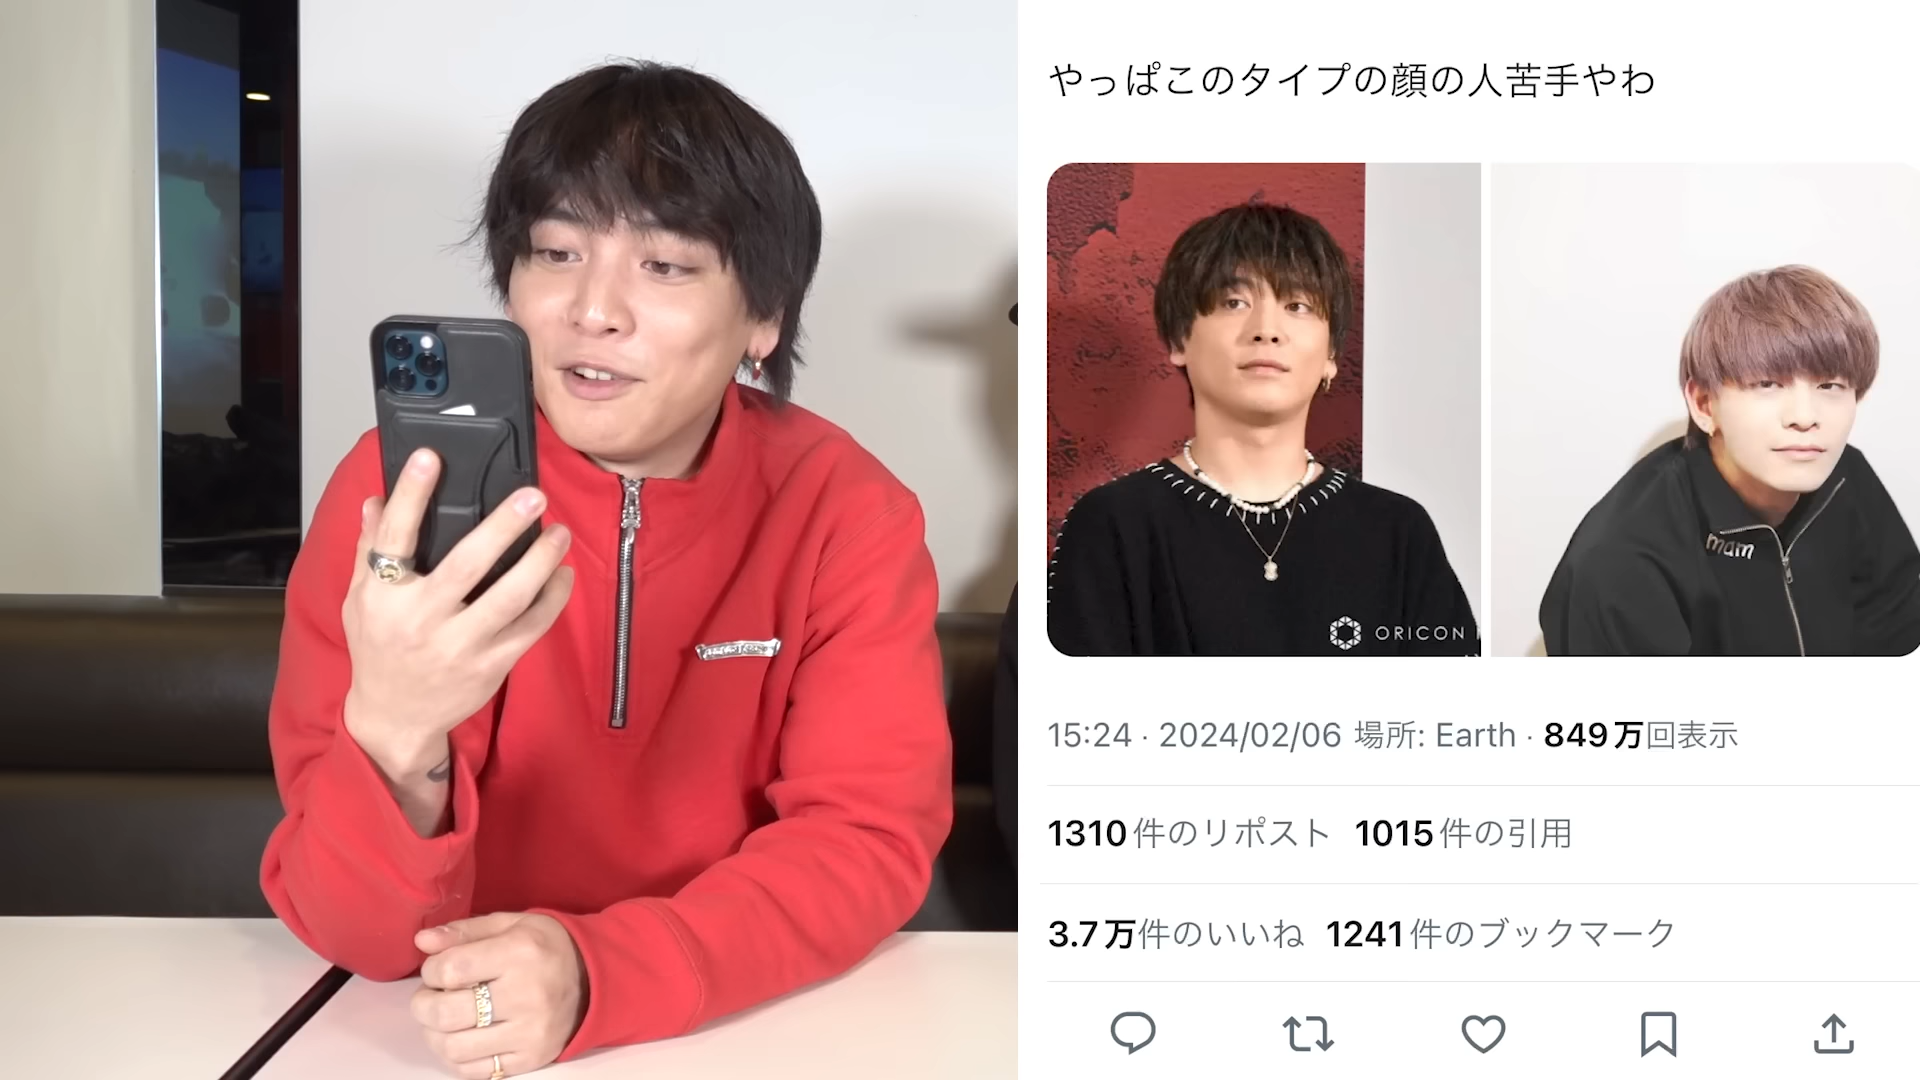 やっぱこのタイプの顔の人苦手やわ
ORICON
mam
15:24 · 2024/02/06 場所: Earth · 849万回表示
1310件のリポスト 1015件の引用
3.7万件のいいね 1241件のブックマーク